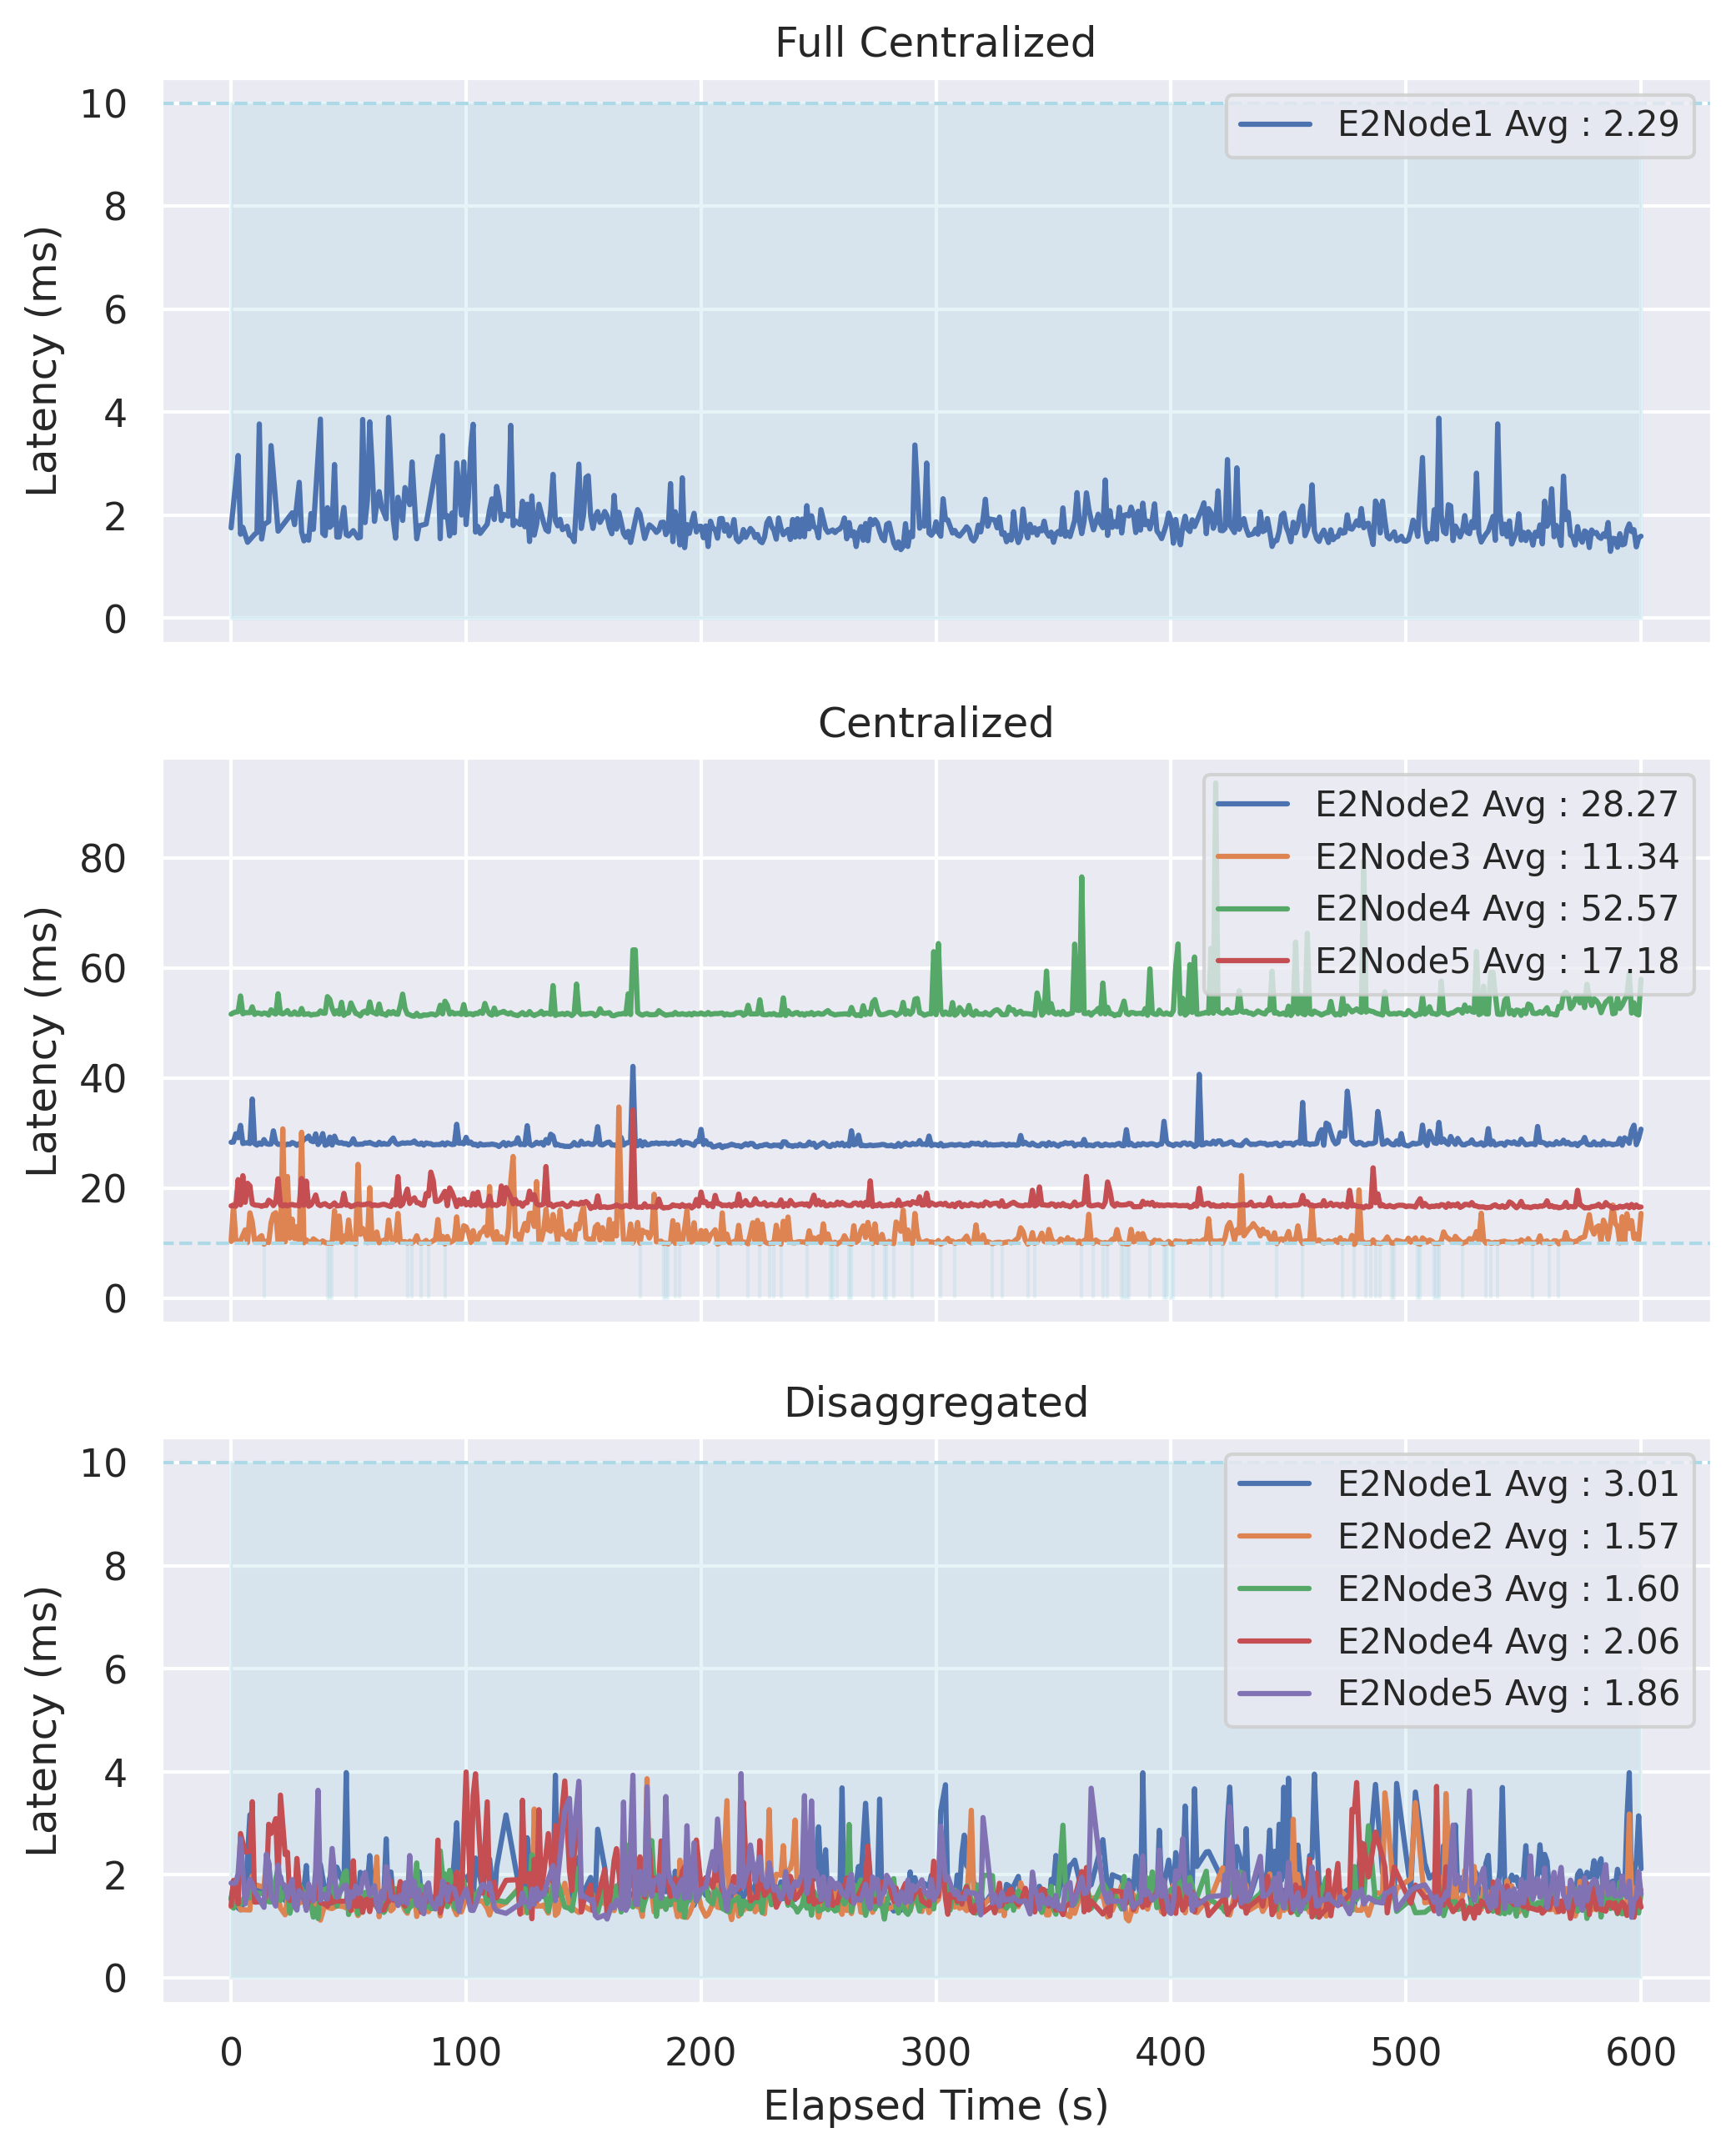 Full Centralized
10
8
6
4
2
0
Latency (ms)
E2Node1 Avg : 2.29
Centralized
80
60
40
20
0
Latency (ms)
E2Node2 Avg : 28.27
E2Node3 Avg : 11.34
E2Node4 Avg : 52.57
E2Node5 Avg : 17.18
Disaggregated
10
8
6
4
2
0
Latency (ms)
E2Node1 Avg : 3.01
E2Node2 Avg : 1.57
E2Node3 Avg : 1.60
E2Node4 Avg : 2.06
E2Node5 Avg : 1.86
0 100 200 300 400 500 600
Elapsed Time (s)